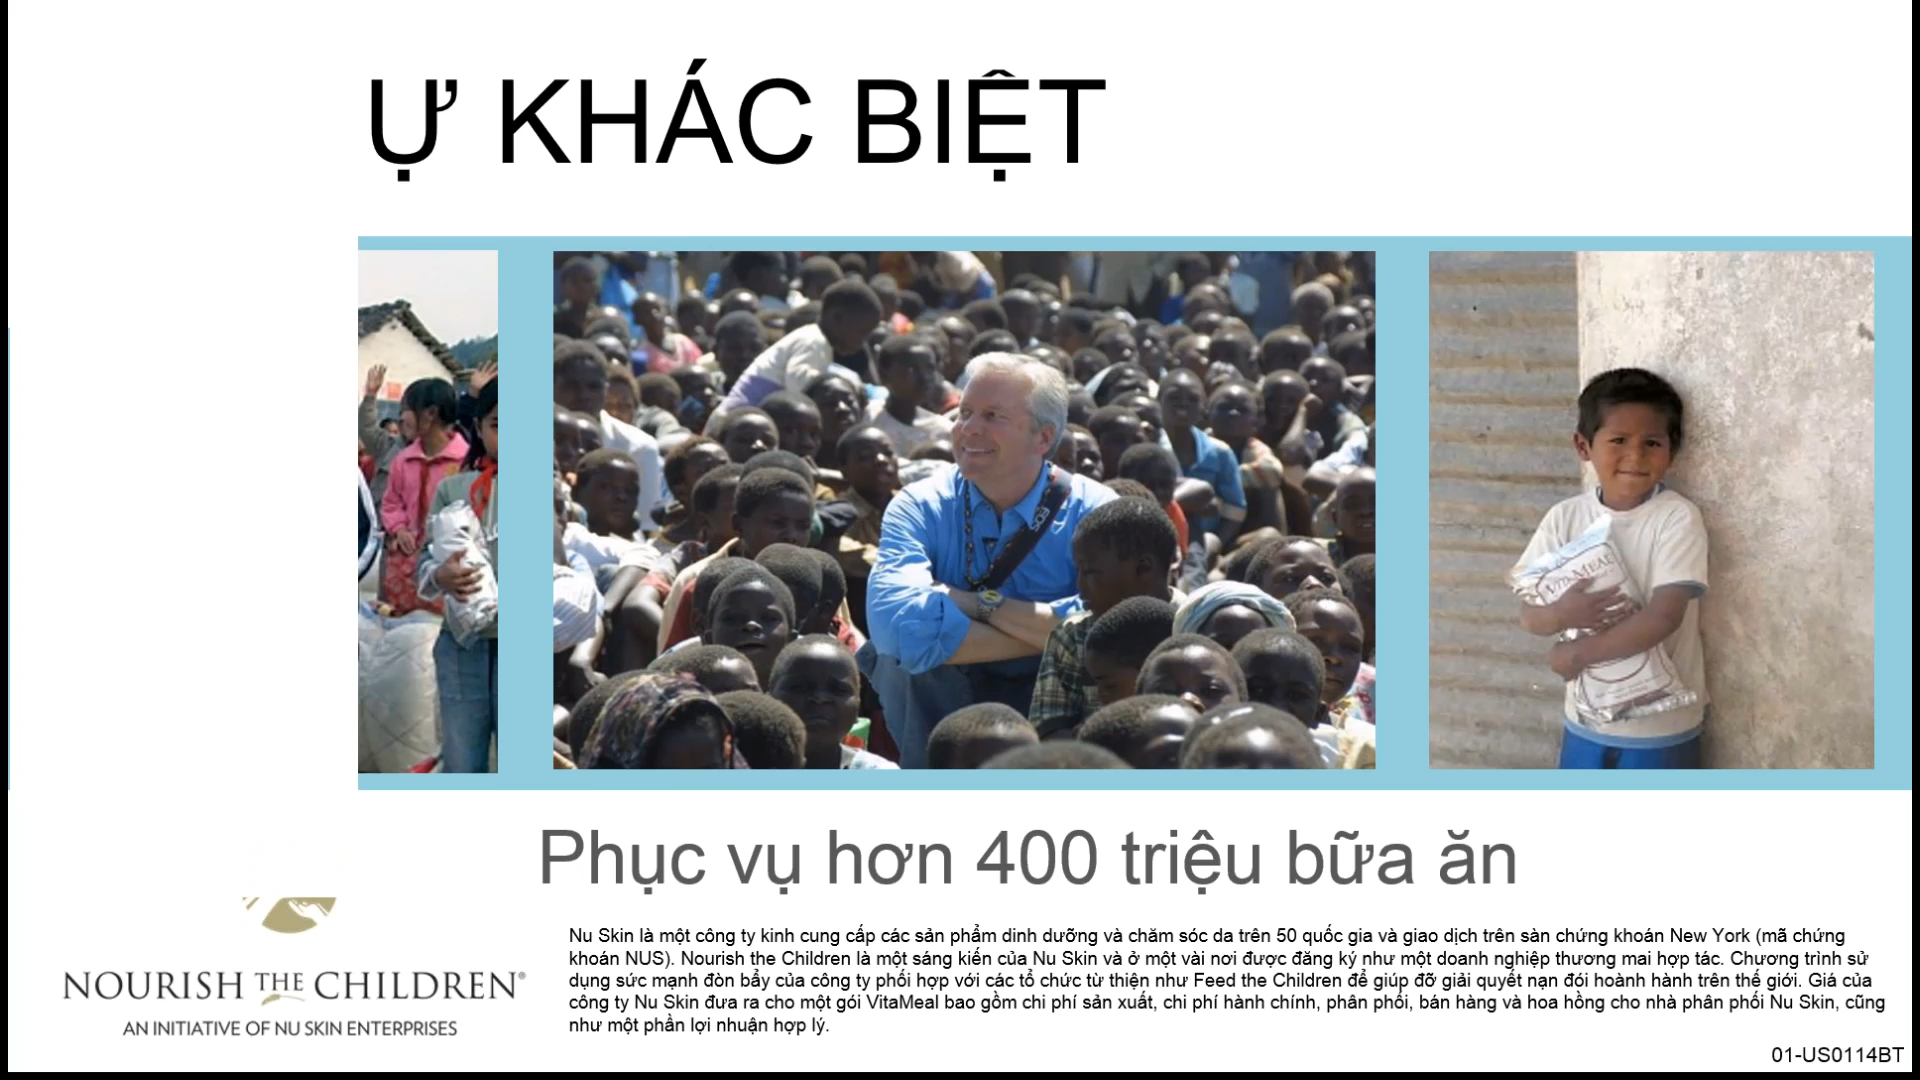 Ự KHÁC BIỆT
EOS
VITAMEAL
Phục vụ hơn 400 triệu bữa ăn
Nu Skin là một công ty kinh cung cấp các sản phẩm dinh dưỡng và chăm sóc da trên 50 quốc gia và giao dịch trên sàn chứng khoán New York (mã chứng
khoán NUS). Nourish the Children là một sáng kiến của Nu Skin và ở một vài nơi được đăng ký như một doanh nghiệp thương mai hợp tác. Chương trình sử
dụng sức mạnh đòn bẩy của công ty phối hợp với các tổ chức từ thiện như Feed the Children để giúp đỡ giải quyết nạn đói hoành hành trên thế giới. Giá của
công ty Nu Skin đưa ra cho một gói VitaMeal bao gồm chi phí sản xuất, chi phí hành chính, phân phối, bán hàng và hoa hồng cho nhà phân phối Nu Skin, cũng
như một phần lợi nhuận hợp lý.
NOURISH THE CHILDREN®
AN INITIATIVE OF NU SKIN ENTERPRISES
01-US0114BT